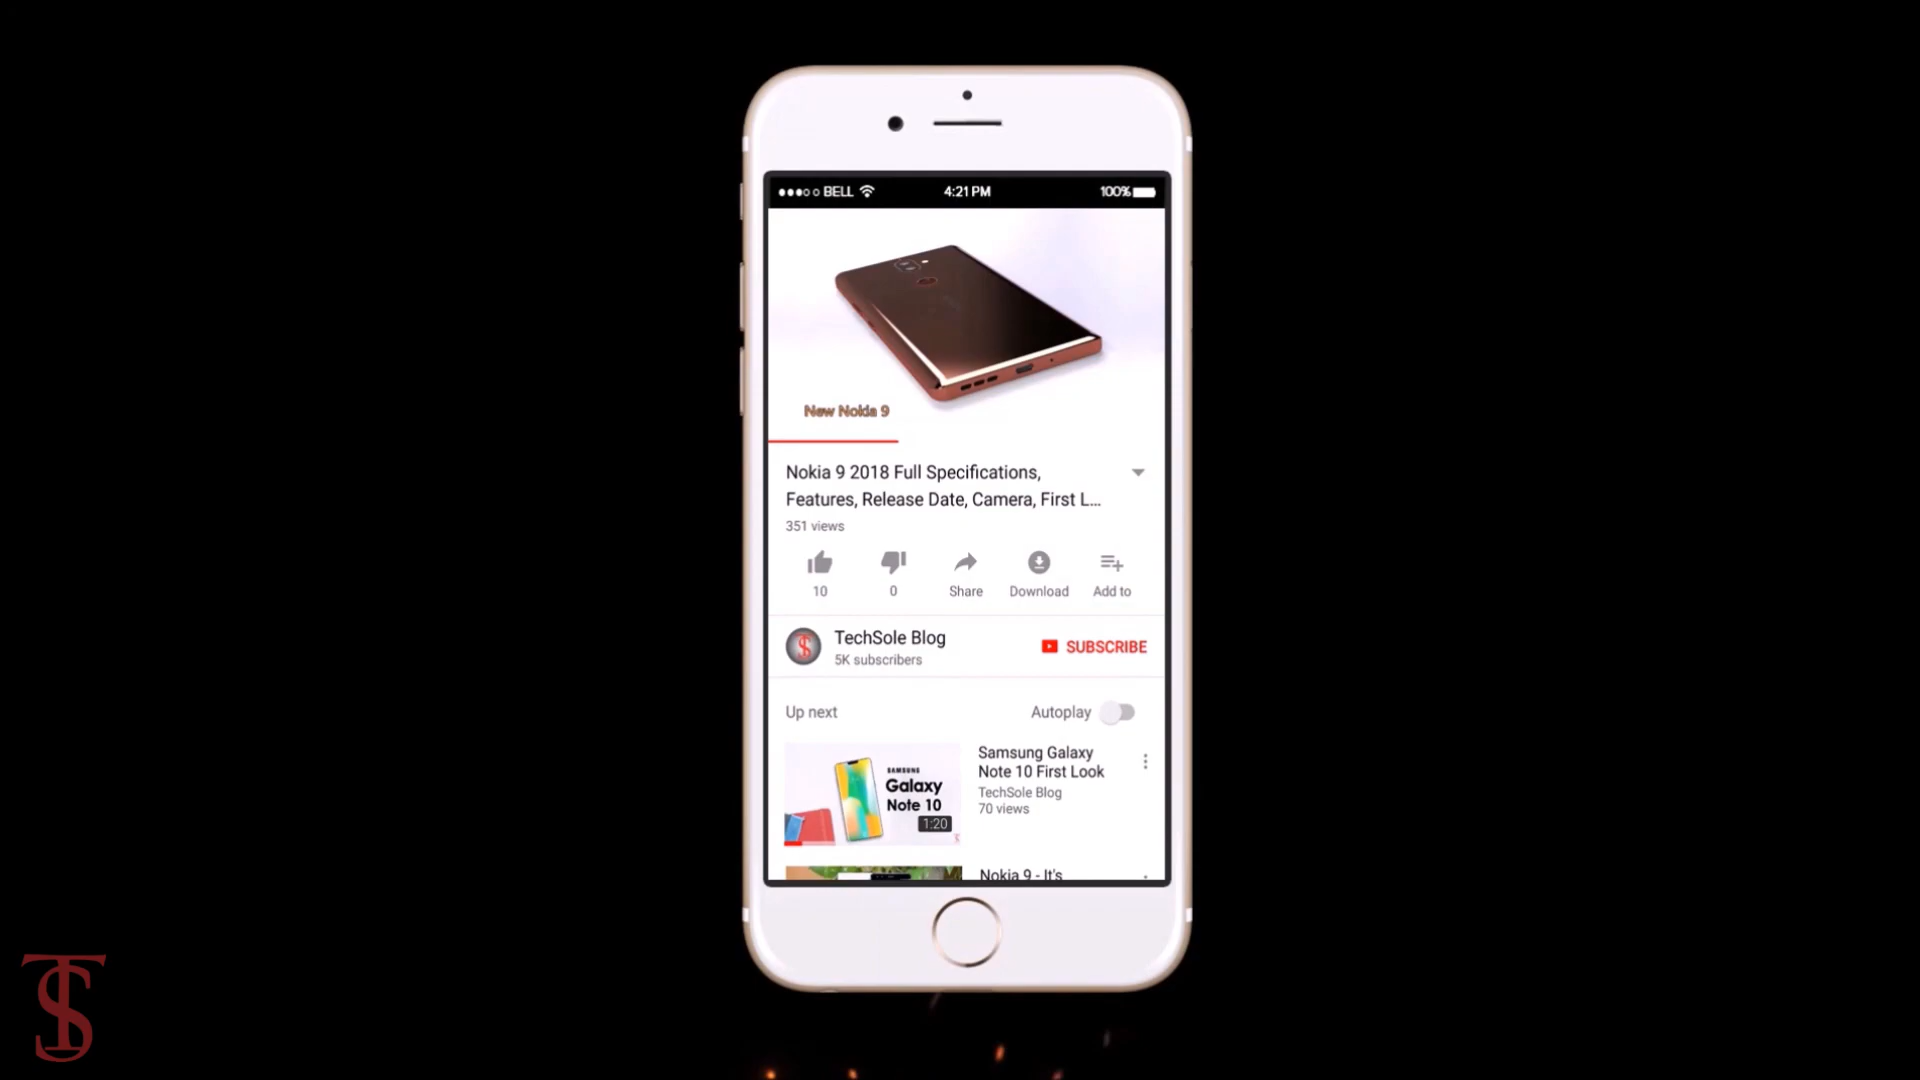 BELL 4:21 PM 100%
New Nokia 9
Nokia 9 2018 Full Specifications,
Features, Release Date, Camera, First L...
351 views
10 0 Share Download Add to
TechSole Blog
5K subscribers
SUBSCRIBE
Up next Autoplay
SAMSUNG
Galaxy
Note 10
1:20
Samsung Galaxy
Note 10 First Look
TechSole Blog
70 views
Nokia 9 - It's
TS